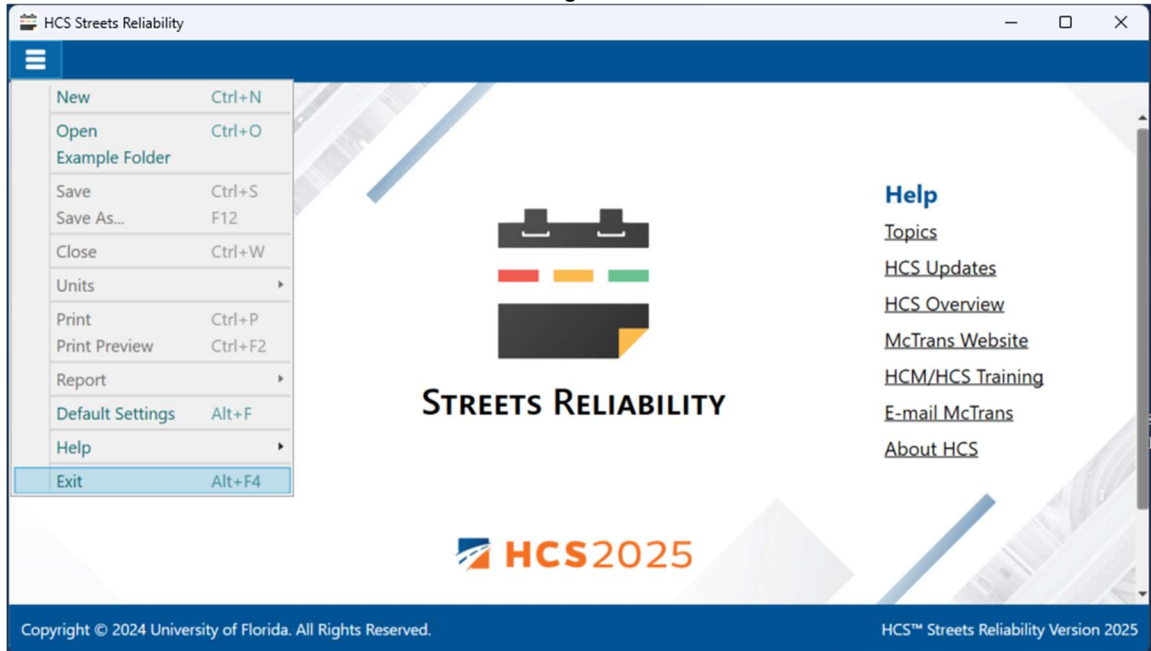 HCS Streets Reliability
New Ctrl+N
Open Ctrl+O
Example Folder
Save Ctrl+S
Save As... F12
Close Ctrl+W
Units
Print Ctrl+P
Print Preview Ctrl+F2
Report
Default Settings Alt+F
Help
Exit Alt+F4
STREETS RELIABILITY
HCS2025
Help
Topics
HCS Updates
HCS Overview
McTrans Website
HCM/HCS Training
E-mail McTrans
About HCS
Copyright © 2024 University of Florida. All Rights Reserved.
HCS™ Streets Reliability Version 2025